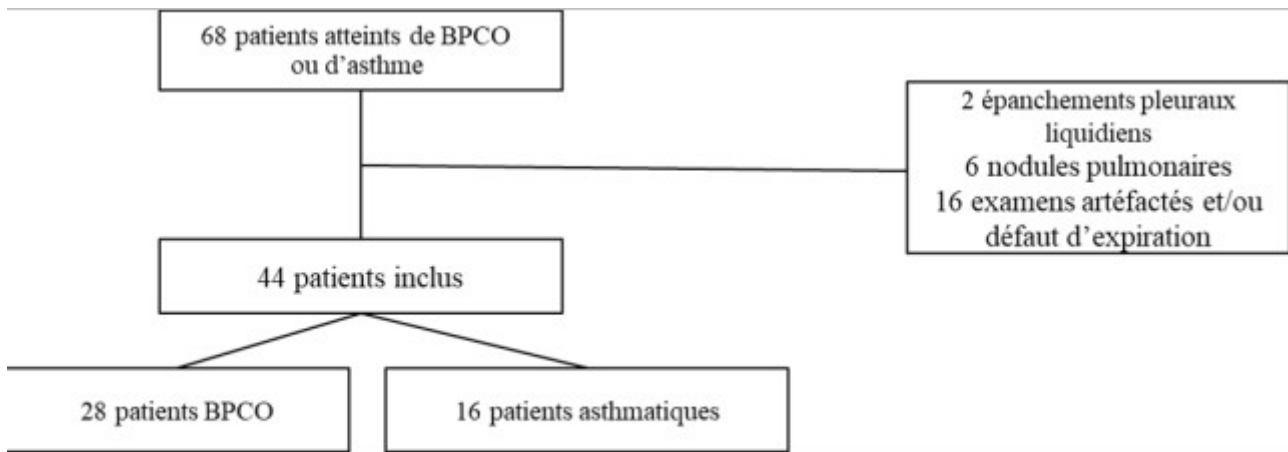 68 patients atteints de BPCO
ou d'asthme
2 épanchements pleuraux
liquidiens
6 nodules pulmonaires
16 examens artéfactés et/ou
défaut d'expiration
44 patients inclus
28 patients BPCO
16 patients asthmatiques